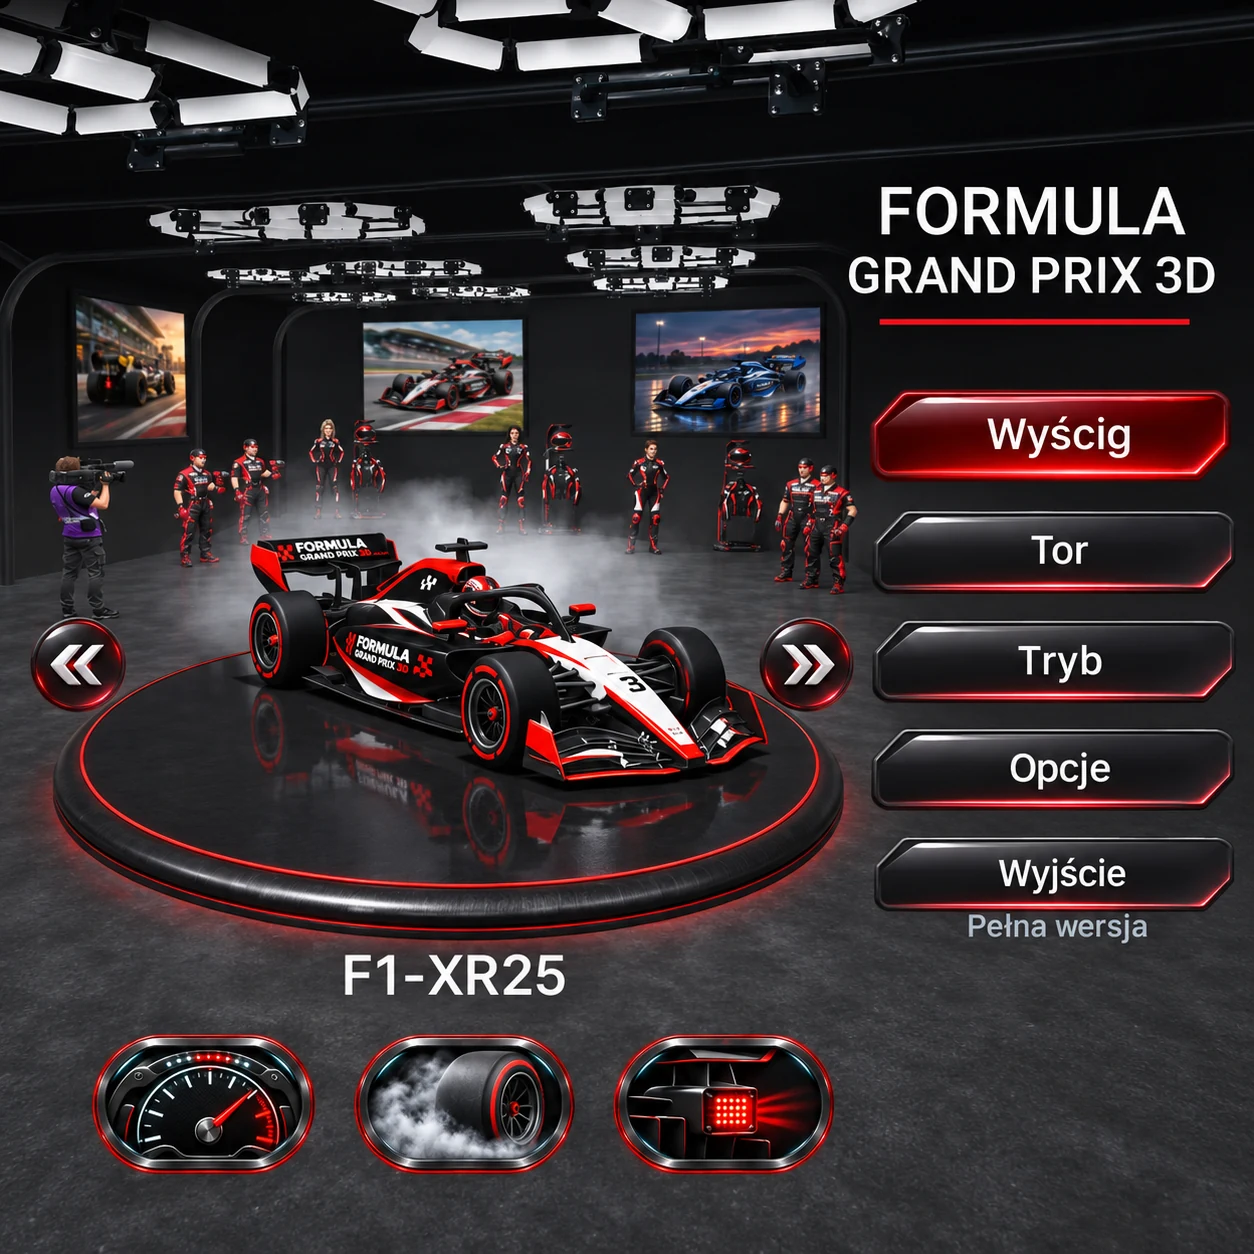 FORMULA
GRAND PRIX 3D
Wyścig
Tor
Tryb
Opcje
Wyjście
Pełna wersja
FORMULA
GRAND PRIX 3D
FORMULA
GRAND PRIX 3D
3
F1-XR25